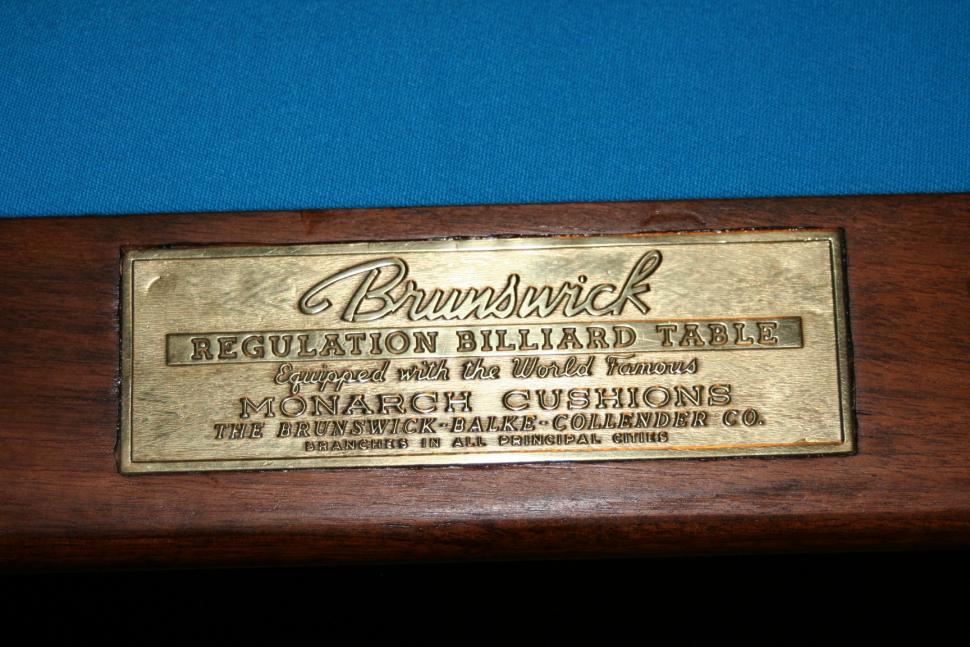 Brunswick
REGULATION BILLIARD TABLE
Equipped with the World Famous
MONARCH CUSHIONS
THE BRUNSWICK-BALKE-COLLENDER CO.
BRANCHES IN ALL PRINCIPAL CITIES